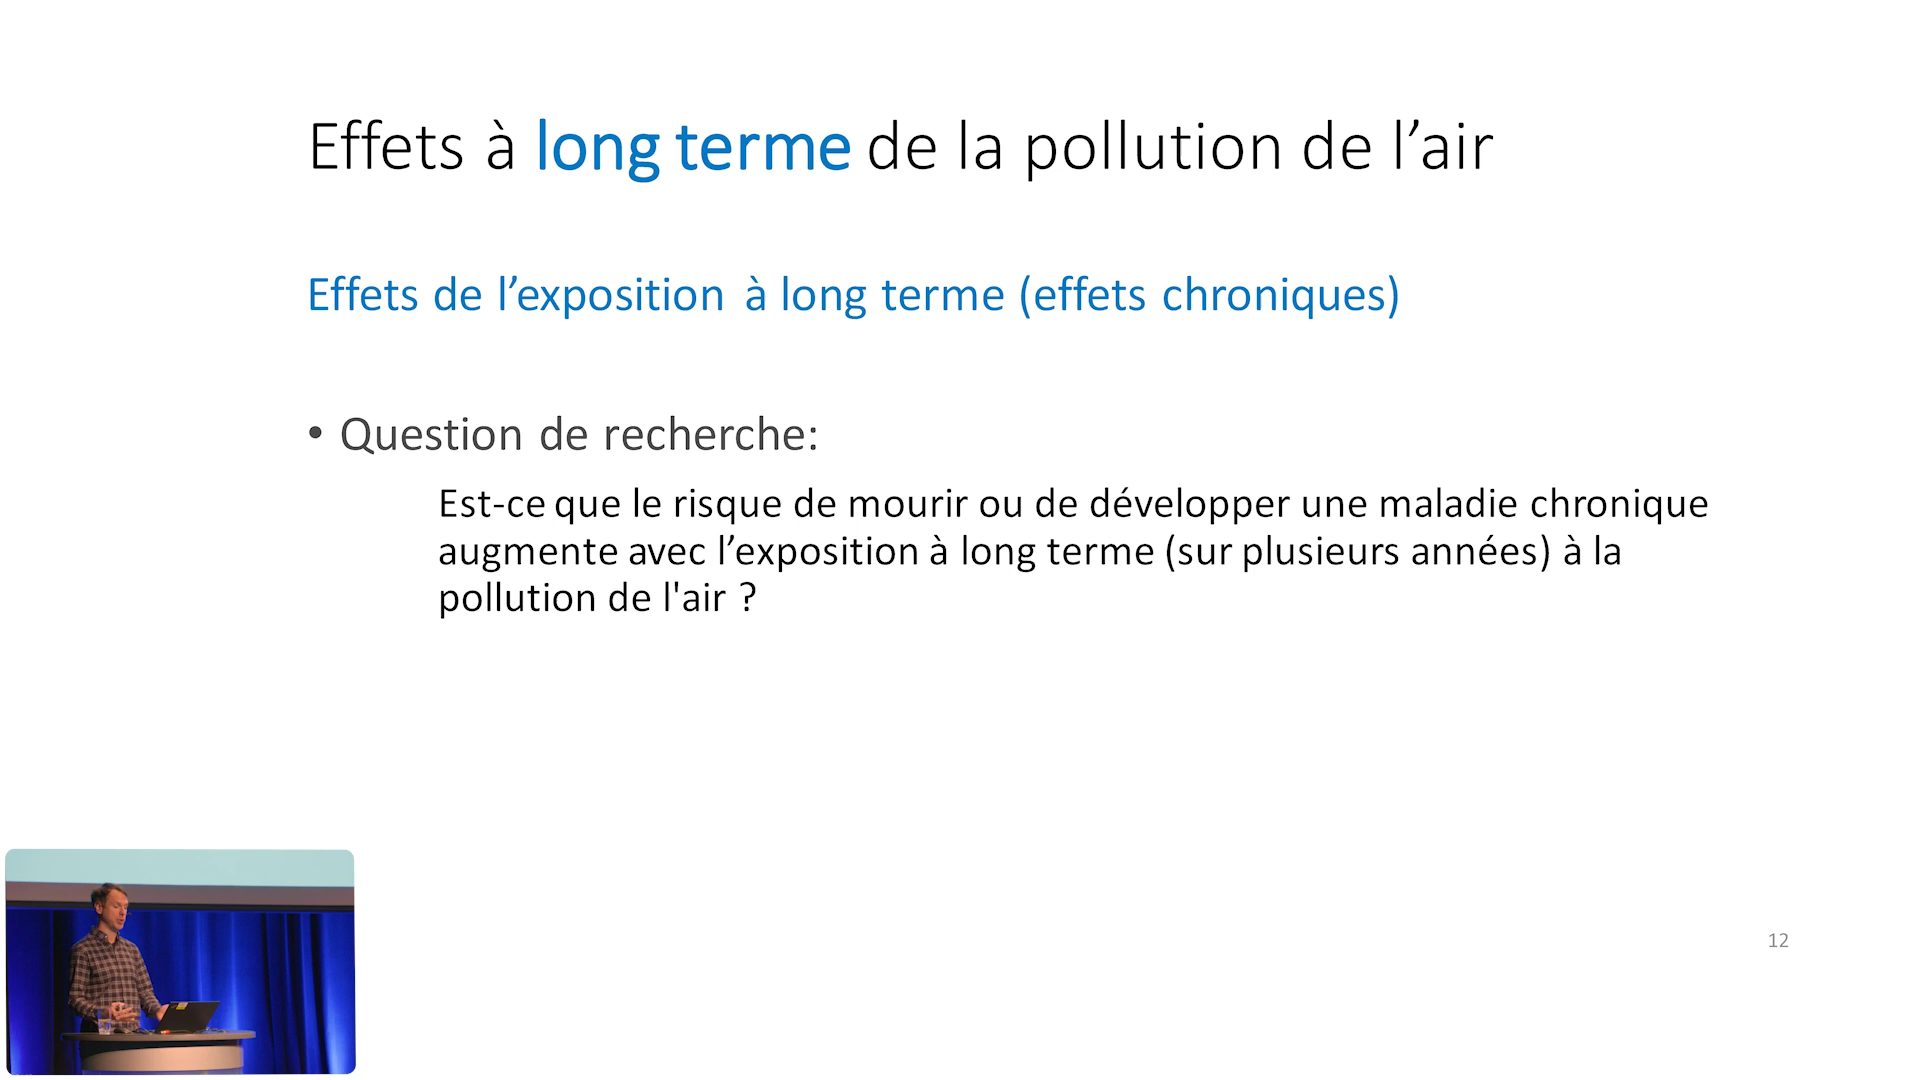 Effets à long terme de la pollution de l’air
Effets de l’exposition à long terme (effets chroniques)
• Question de recherche:
Est-ce que le risque de mourir ou de développer une maladie chronique
augmente avec l’exposition à long terme (sur plusieurs années) à la
pollution de l'air ?
12